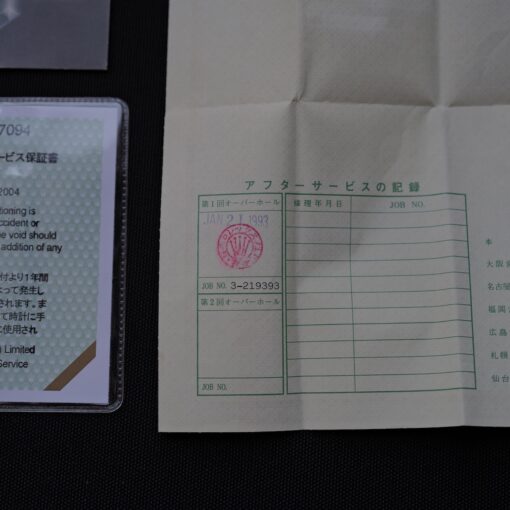 7094
ービス保証書
2004
tioning is
ccident or
he void should
addition of any
付より1年間
よって発生し
されます。ま
て時計に手
に使用され
Limited
Service
アフターサービスの記録
第1回オーバーホール
修理年月日
JOB NO.
JAN 21 1993
JOB NO. 3-219393
第2回オーバーホール
JOB NO.
本
大阪
名古屋
福岡
広島
札幌
仙台